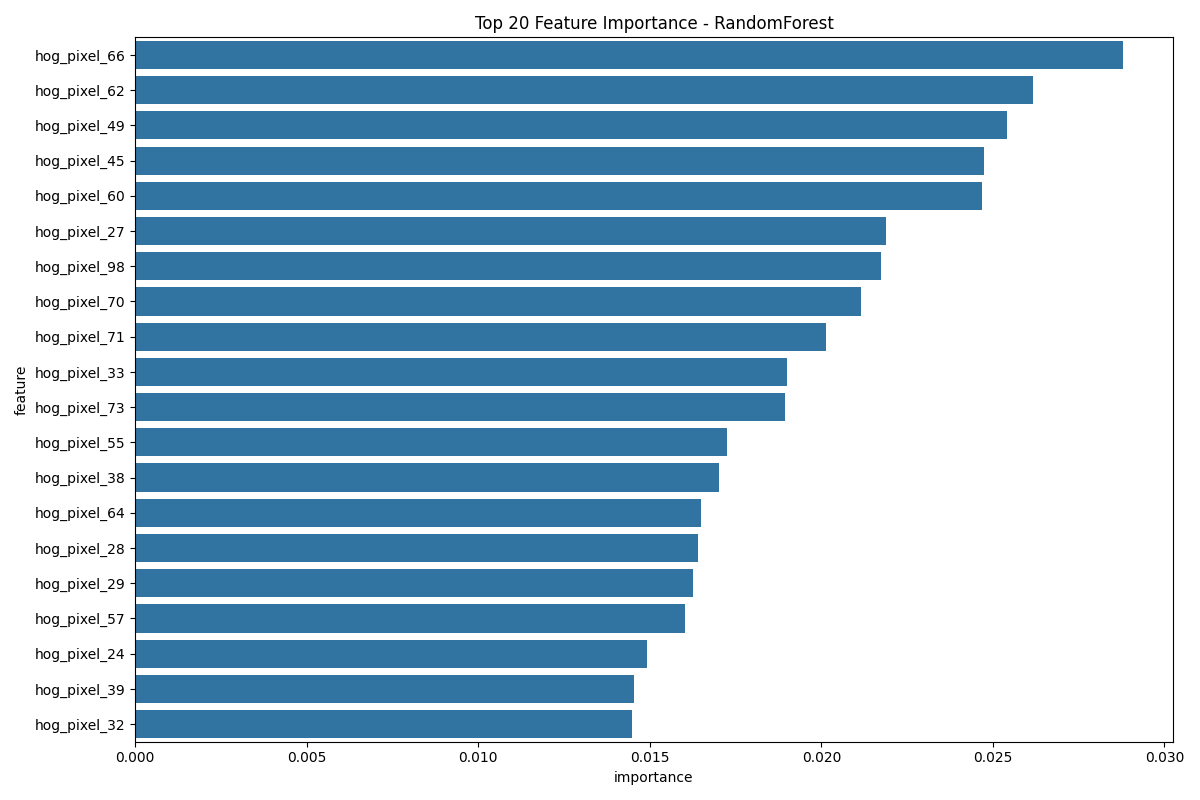 Top 20 Feature Importance - RandomForest
feature
hog_pixel_66
hog_pixel_62
hog_pixel_49
hog_pixel_45
hog_pixel_60
hog_pixel_27
hog_pixel_98
hog_pixel_70
hog_pixel_71
hog_pixel_33
hog_pixel_73
hog_pixel_55
hog_pixel_38
hog_pixel_64
hog_pixel_28
hog_pixel_29
hog_pixel_57
hog_pixel_24
hog_pixel_39
hog_pixel_32
0.000 0.005 0.010 0.015 0.020 0.025 0.030
importance